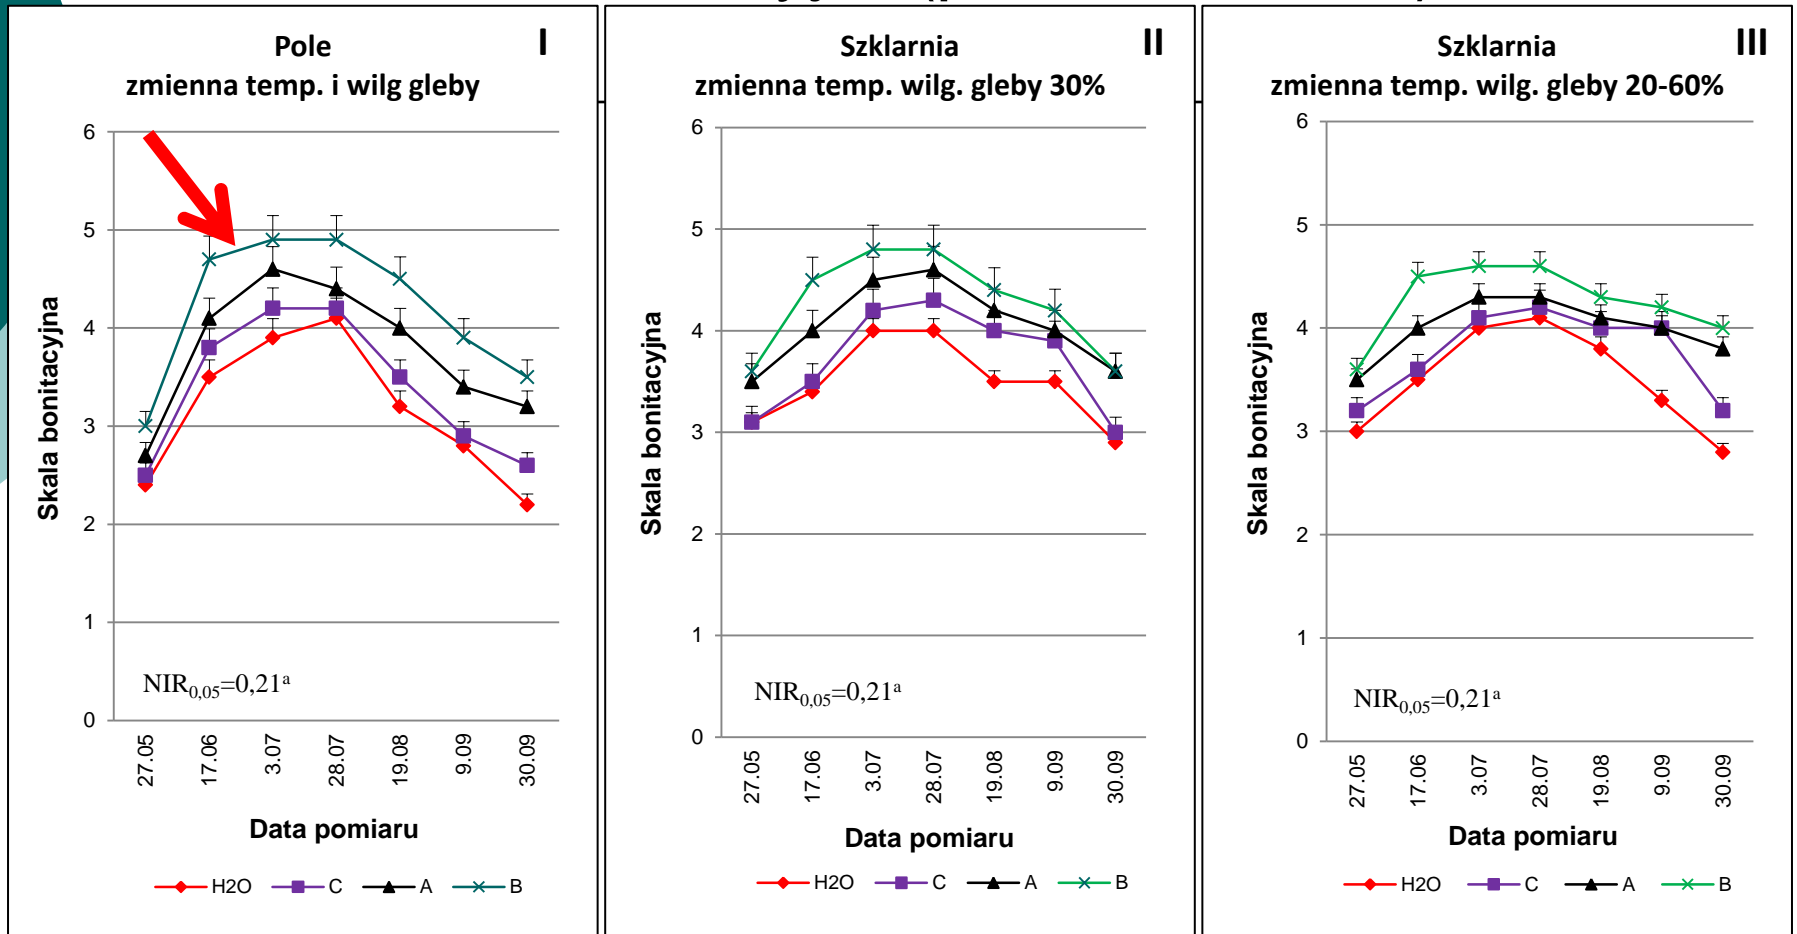 Pole I
zmienna temp. i wilg gleby
6
5
4
3
2
1
0
Skala bonitacyjna
NIR0,05=0,21a
27.05 17.06 3.07 28.07 19.08 9.09 30.09
Data pomiaru
H2O C A B
Szklarnia II
zmienna temp. wilg. gleby 30%
6
5
4
3
2
1
0
Skala bonitacyjna
NIR0,05=0,21a
27.05 17.06 3.07 28.07 19.08 9.09 30.09
Data pomiaru
H2O C A B
Szklarnia III
zmienna temp. wilg. gleby 20-60%
6
5
4
3
2
1
0
Skala bonitacyjna
NIR0,05=0,21a
27.05 17.06 3.07 28.07 19.08 9.09 30.09
Data pomiaru
H2O C A B